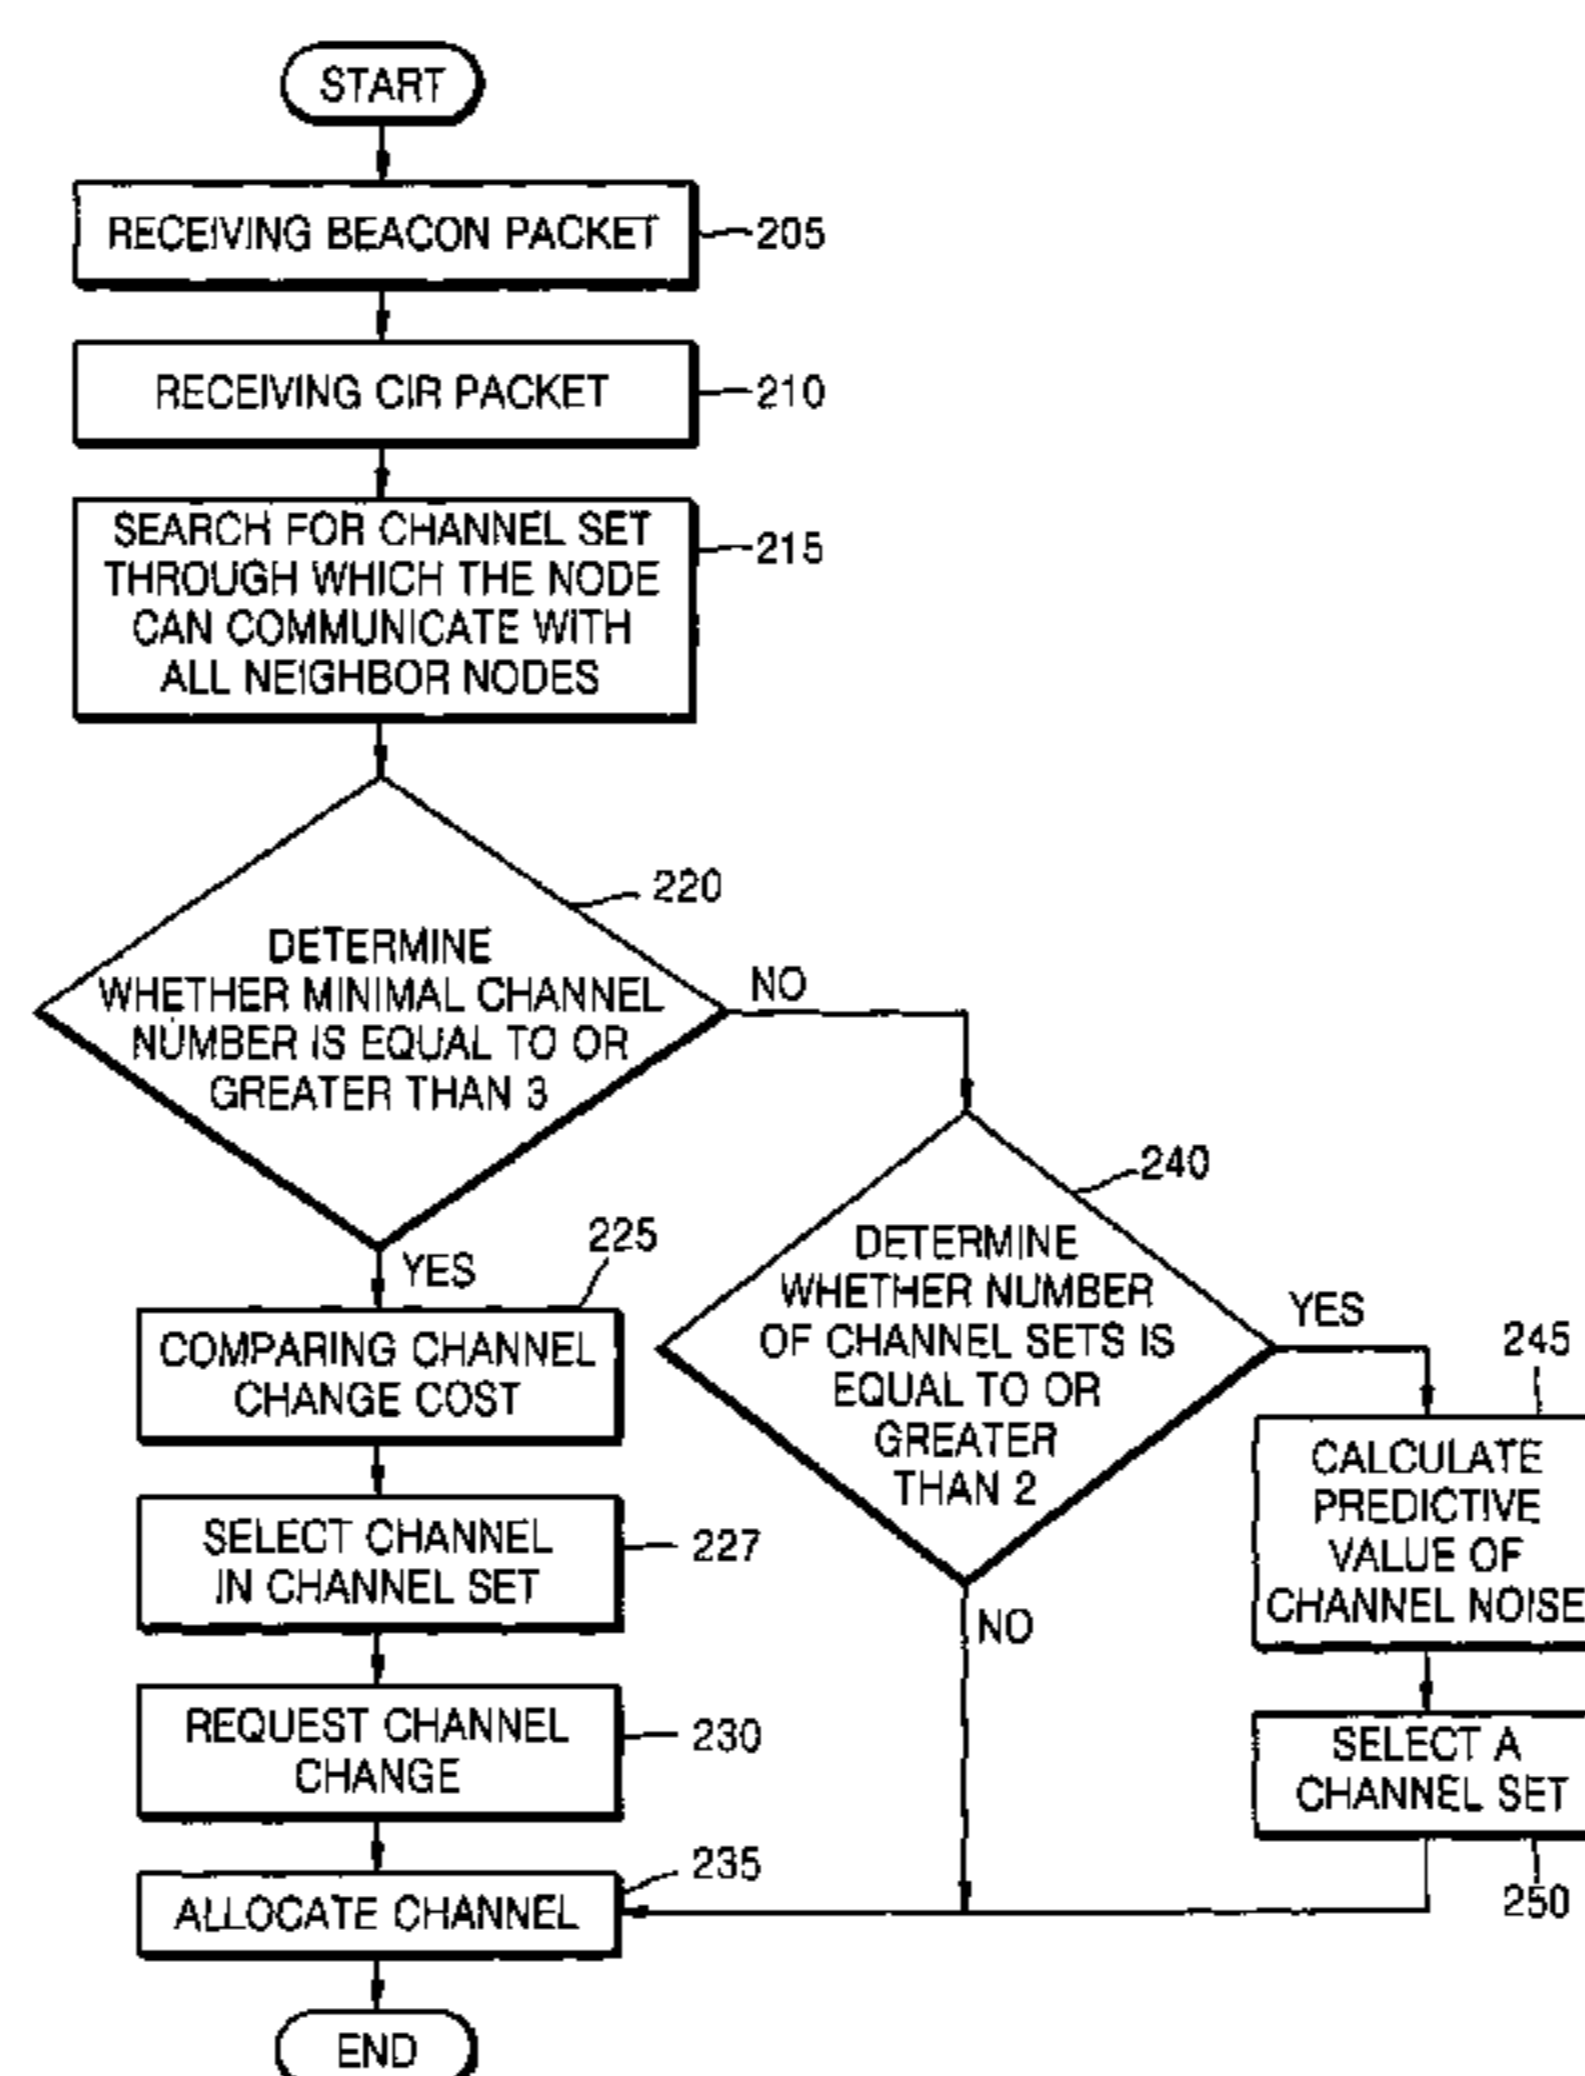 START
RECEIVING BEACON PACKET
205
RECEIVING CIR PACKET
210
SEARCH FOR CHANNEL SET
THROUGH WHICH THE NODE
CAN COMMUNICATE WITH
ALL NEIGHBOR NODES
215
220
DETERMINE
WHETHER MINIMAL CHANNEL
NUMBER IS EQUAL TO OR
GREATER THAN 3
NO
YES
225
COMPARING CHANNEL
CHANGE COST
SELECT CHANNEL
IN CHANNEL SET
227
REQUEST CHANNEL
CHANGE
230
235
ALLOCATE CHANNEL
END
240
DETERMINE
WHETHER NUMBER
OF CHANNEL SETS IS
EQUAL TO OR
GREATER
THAN 2
YES
NO
245
CALCULATE
PREDICTIVE
VALUE OF
CHANNEL NOISE
SELECT A
CHANNEL SET
250